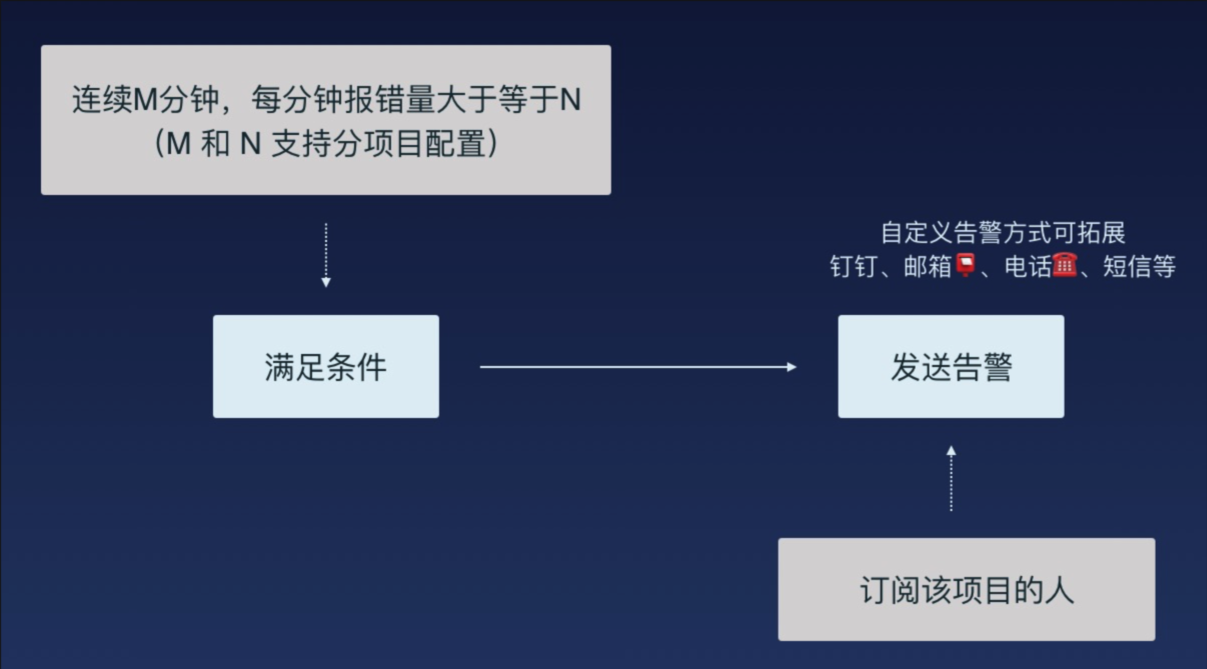 连续M分钟，每分钟报错量大于等于N
（M 和 N 支持分项目配置）
自定义告警方式可拓展
钉钉、邮箱📮、电话☎️、短信等
满足条件
发送告警
订阅该项目的人